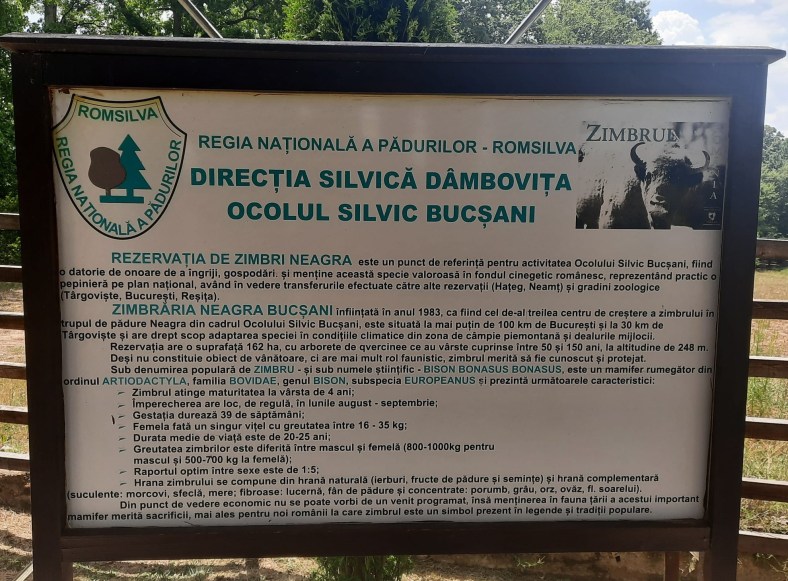 ROMSILVA
REGIA NAȚIONALĂ A PĂDURILOR
REGIA NAȚIONALĂ A PĂDURILOR - ROMSILVA
DIRECȚIA SILVICĂ DÂMBOVIȚA
OCOLUL SILVIC BUCȘANI
ZIMBRUL
REZERVAȚIA DE ZIMBRI NEAGRA este un punct de referință pentru activitatea Ocolului Silvic Bucșani, fiind
o datorie de onoare de a îngriji, gospodări. și menține această specie valoroasă în fondul cinegetic românesc, reprezentând practic o
pepinieră pe plan național, având în vedere transferurile efectuate către alte rezervații (Hațeg, Neamț) și gradini zoologice
(Târgoviște, București, Reșița).
ZIMBRĂRIA NEAGRA BUCȘANI înființată în anul 1983, ca fiind cel de-al treilea centru de creștere a zimbrului în
trupul de pădure Neagra din cadrul Ocolului Silvic Bucșani, este situată la mai puțin de 100 km de București și la 30 km de
Târgoviște și are drept scop adaptarea speciei în condițiile climatice din zona de câmpie piemontană și dealurile mijlocii.
Rezervația are o suprafață 162 ha, cu arborete de qvercinee ce au vârste cuprinse între 50 și 150 ani, la altitudine de 248 m.
Deși nu constituie obiect de vânătoare, ci are mai mult rol faunistic, zimbrul merită să fie cunoscut și protejat.
Sub denumirea populară de ZIMBRU - și sub numele științific - BISON BONASUS BONASUS, este un mamifer rumegător din
ordinul ARTIODACTYLA, familia BOVIDAE, genul BISON, subspecia EUROPEANUS și prezintă următoarele caracteristici:
Zimbrul atinge maturitatea la vârsta de 4 ani;
Împerecherea are loc, de regulă, în lunile august - septembrie;
Gestația durează 39 de săptămâni;
Femela fată un singur vițel cu greutatea între 16 - 35 kg;
Durata medie de viață este de 20-25 ani;
Greutatea zimbrilor este diferită între mascul și femelă (800-1000kg pentru
mascul și 500-700 kg la femelă);
Raportul optim între sexe este de 1:5;
Hrana zimbrului se compune din hrană naturală (ierburi, fructe de pădure și semințe) și hrană complementară
(suculente: morcovi, sfeclă, mere; fibroase: lucernă, fân de pădure și concentrate: porumb, grâu, orz, ovăz, fl. soarelui).
Din punct de vedere economic nu se poate vorbi de un venit programat, însă menținerea în fauna țării a acestui important
mamifer merită sacrificii, mai ales pentru noi românii la care zimbrul este un simbol prezent în legende și tradiții populare.